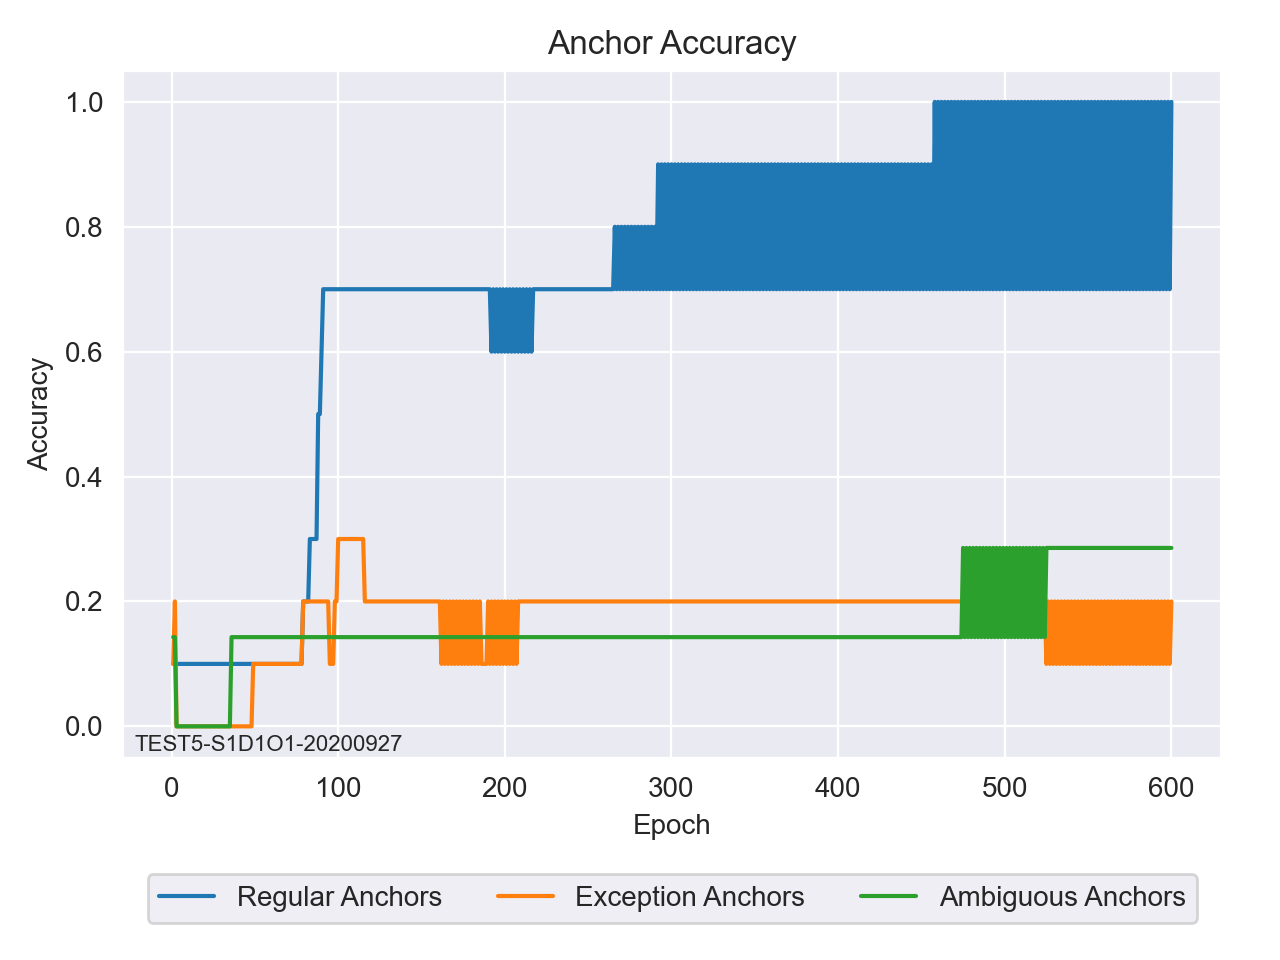 Anchor Accuracy
1.0
0.8
0.6
0.4
0.2
0.0
Accuracy
TEST5-S1D1O1-20200927
0 100 200 300 400 500 600
Epoch
Regular Anchors Exception Anchors Ambiguous Anchors